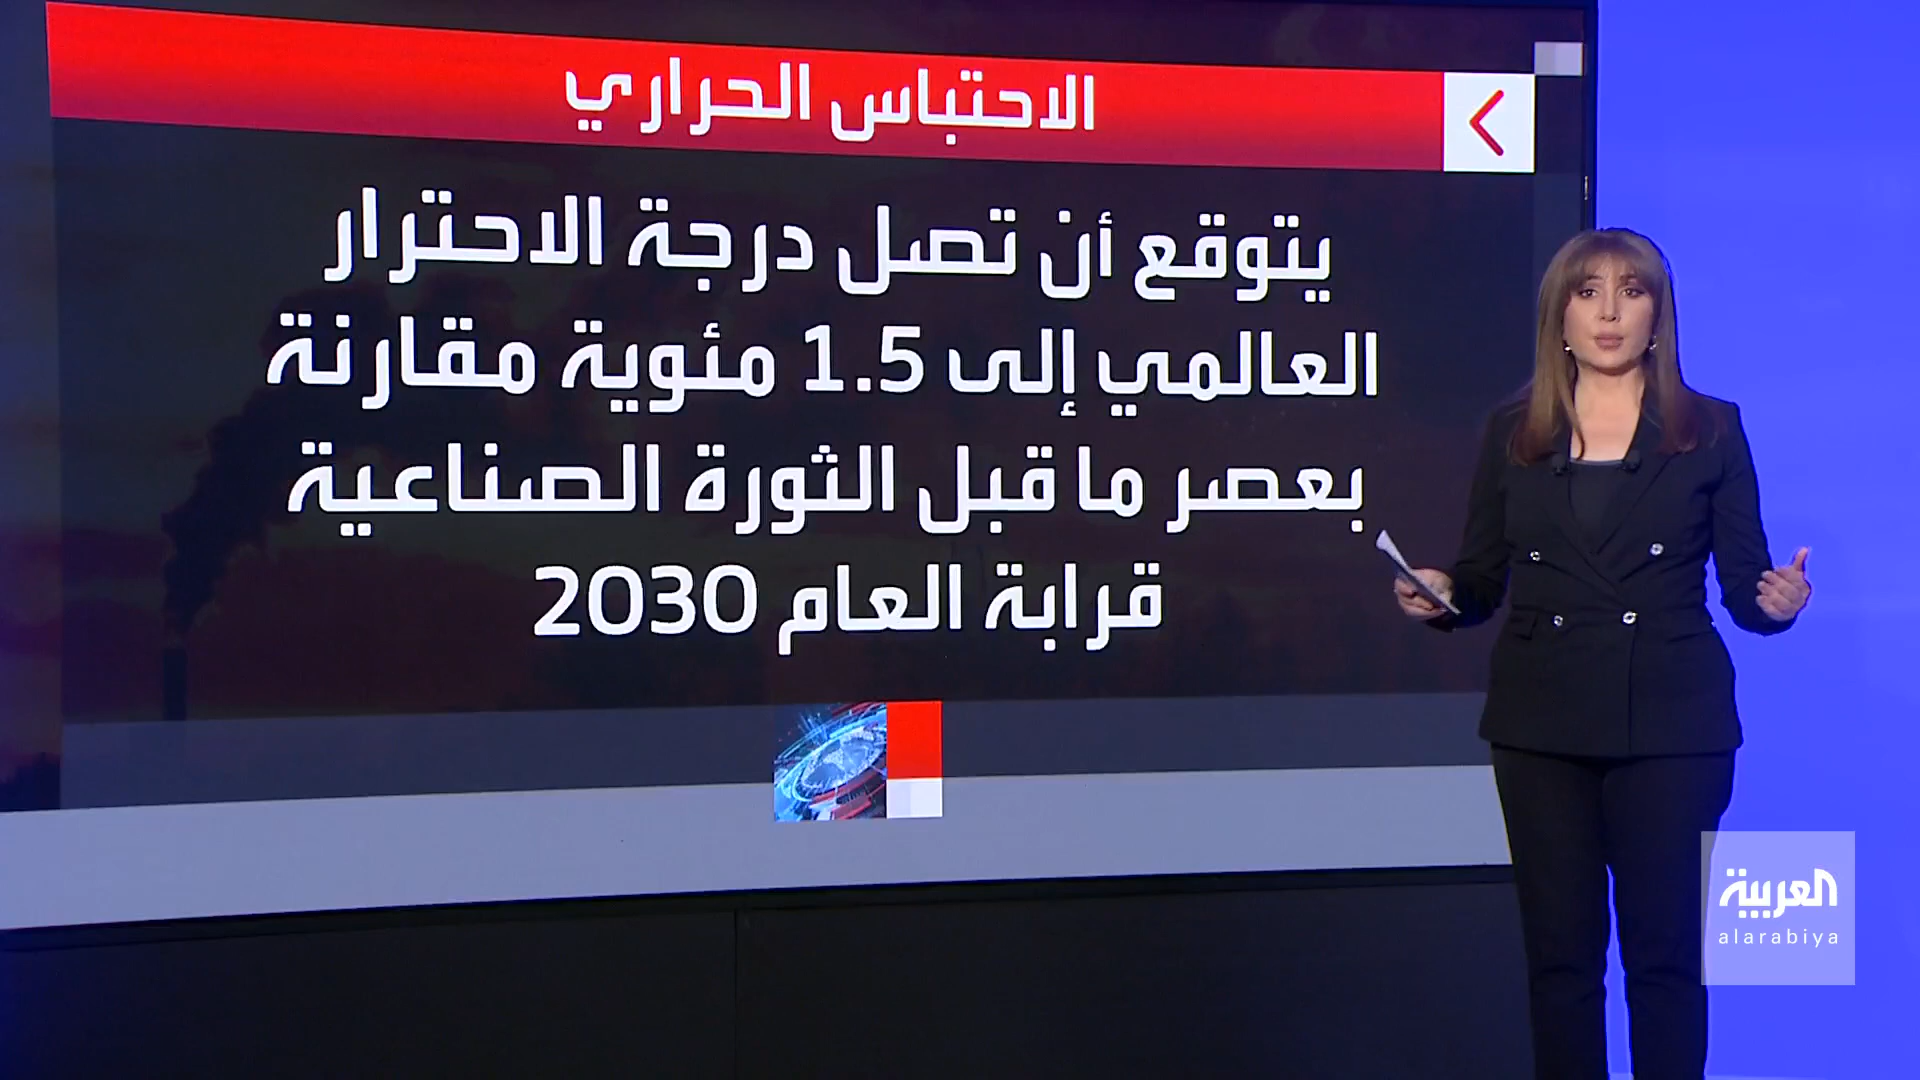 الاحتباس الحراري
يتوقع أن تصل درجة الاحترار
العالمي إلى 1.5 مئوية مقارنة
بعصر ما قبل الثورة الصناعية
قرابة العام 2030
العربية
alarabiya